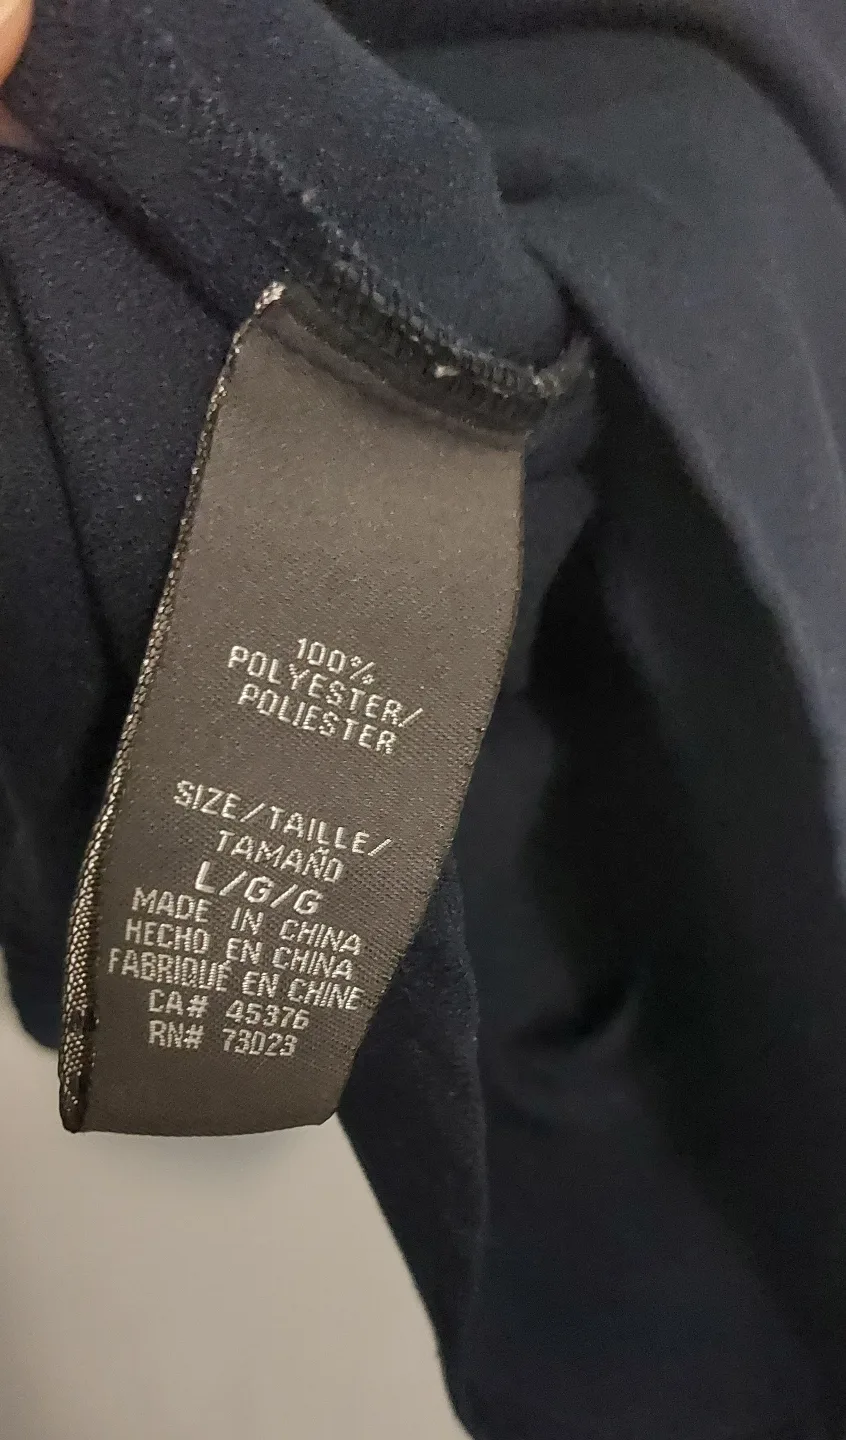 100%
POLYESTER/
POLIESTER
SIZE/TAILLE/
TAMAÑO
L/G/G
MADE IN CHINA
HECHO EN CHINA
FABRIQUÉ EN CHINE
CA# 45376
RN# 73023